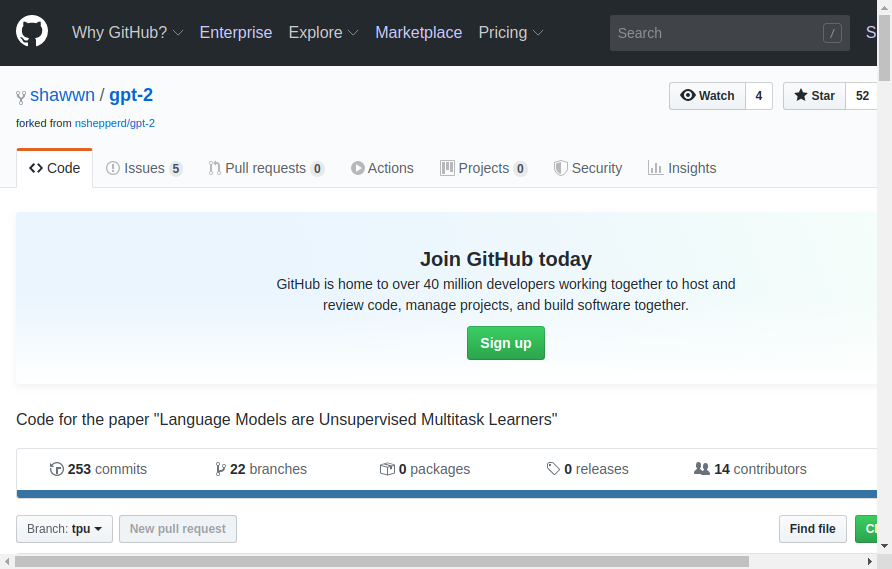 Why GitHub? Enterprise Explore Marketplace Pricing Search / S
shawwn / gpt-2 Watch 4 Star 52
forked from nshepperd/gpt-2
Code Issues 5 Pull requests 0 Actions Projects 0 Security Insights
Join GitHub today
GitHub is home to over 40 million developers working together to host and
review code, manage projects, and build software together.
Sign up
Code for the paper "Language Models are Unsupervised Multitask Learners"
253 commits 22 branches 0 packages 0 releases 14 contributors
Branch: tpu New pull request Find file